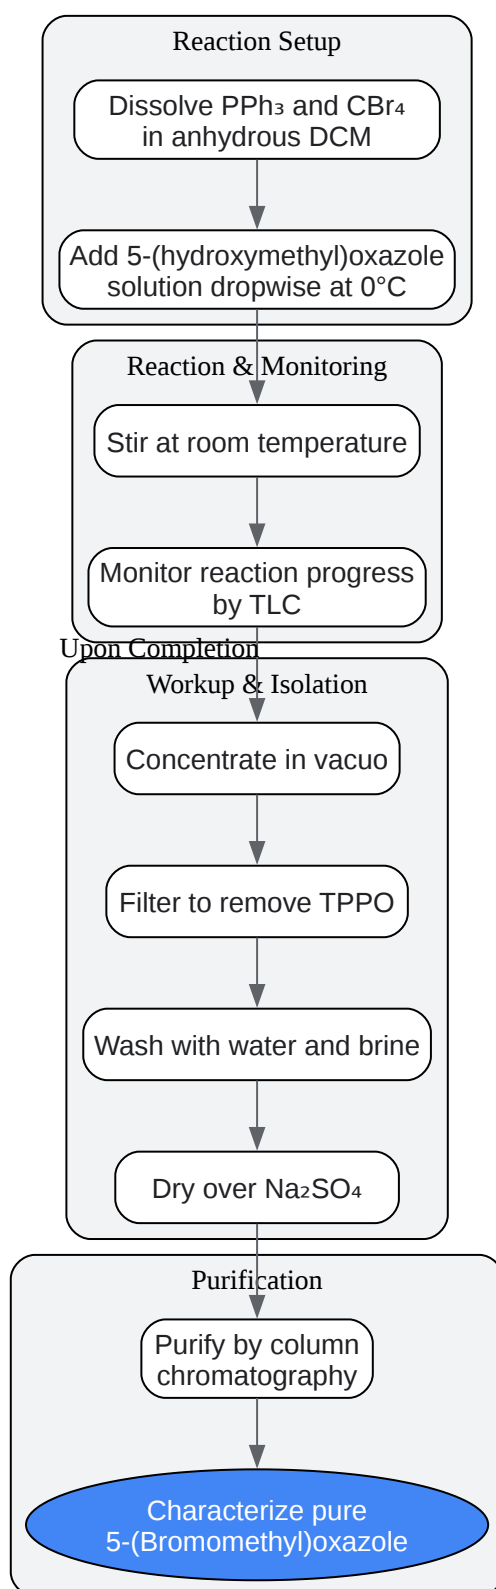 Reaction Setup
Dissolve PPh₃ and CBr₄
in anhydrous DCM
Add 5-(hydroxymethyl)oxazole
solution dropwise at 0°C
Reaction & Monitoring
Stir at room temperature
Monitor reaction progress
by TLC
Upon Completion
Workup & Isolation
Concentrate in vacuo
Filter to remove TPPO
Wash with water and brine
Dry over Na₂SO₄
Purification
Purify by column
chromatography
Characterize pure
5-(Bromomethyl)oxazole